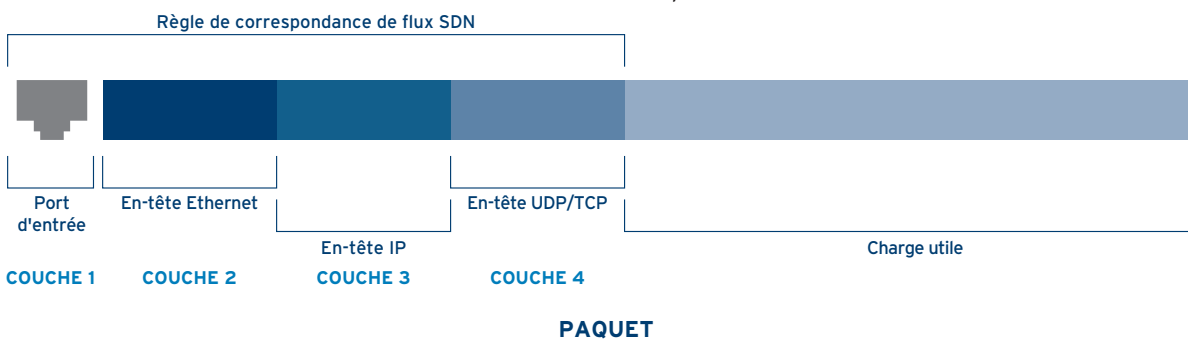 Règle de correspondance de flux SDN
Port
d'entrée
En-tête Ethernet
En-tête IP
En-tête UDP/TCP
Charge utile
COUCHE 1
COUCHE 2
COUCHE 3
COUCHE 4
PAQUET